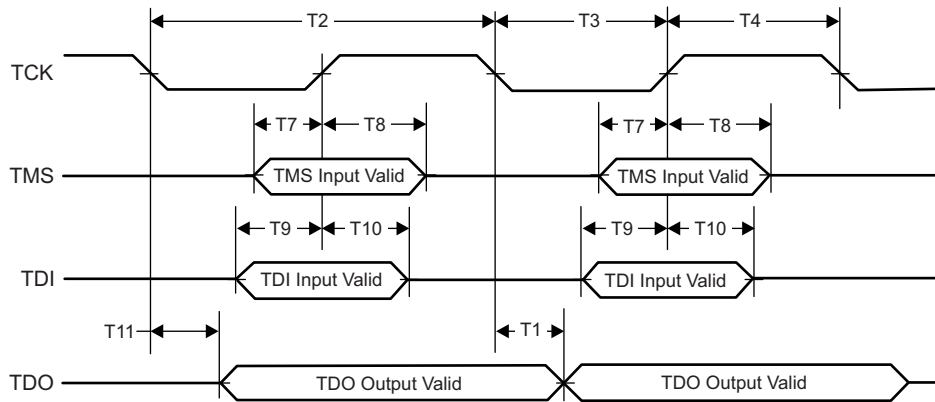 T2 T3 T4
TCK
T7 T8 T7 T8
TMS TMS Input Valid TMS Input Valid
T9 T10 T9 T10
TDI TDI Input Valid TDI Input Valid
T11 T1
TDO TDO Output Valid TDO Output Valid